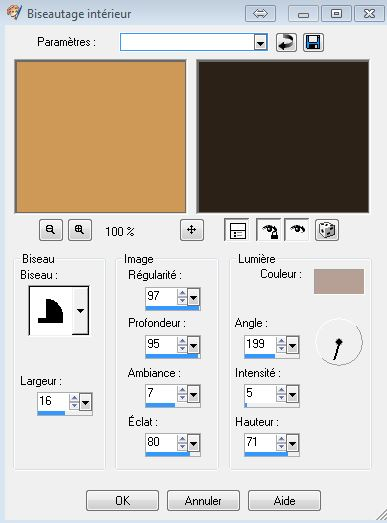 Biseautage intérieur
Paramètres :
100 %
Biseau
Biseau :
Largeur :
16
Image
Régularité :
97
Profondeur :
95
Ambiance :
7
Éclat :
80
Lumière
Couleur :
Angle :
199
Intensité :
5
Hauteur :
71
OK
Annuler
Aide